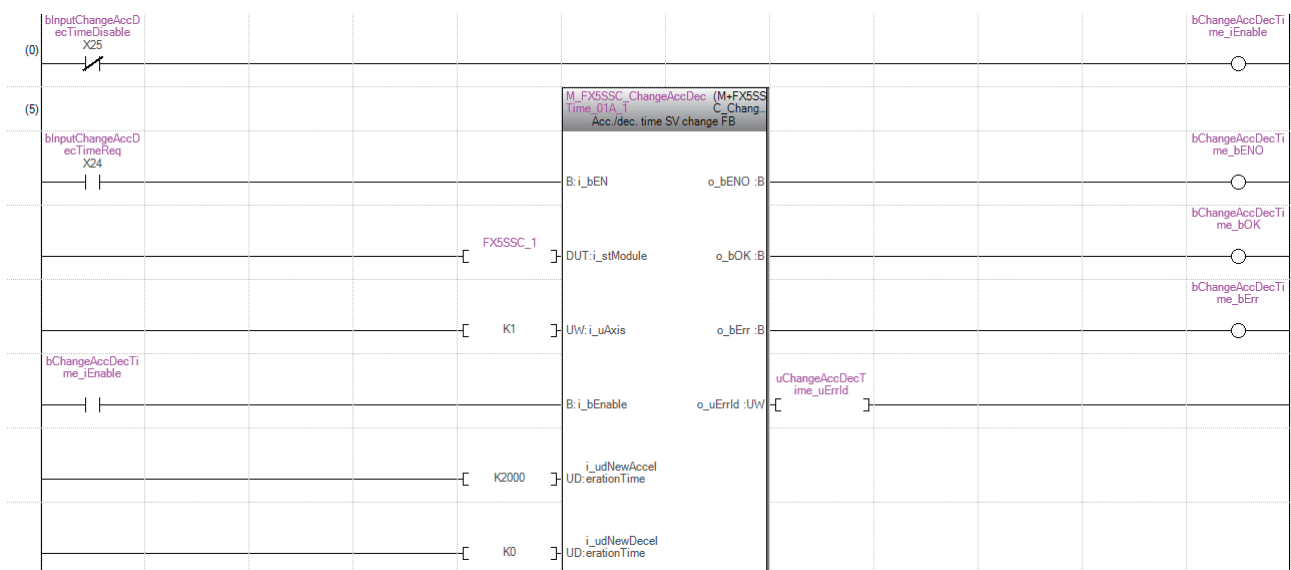 bInputChangeAccD
ecTimeDisable
X25
bChangeAccDecTi
me_iEnable
(0)
(5)
M_FX5SSC_ChangeAccDec (M+FX5SS
Time_01A_1 C_Chang...
Acc./dec. time SV change FB
bInputChangeAccD
ecTimeReq
X24
bChangeAccDecTi
me_bENO
B:i_bEN
o_bENO :B
bChangeAccDecTi
me_bOK
FX5SSC_1
DUT:i_stModule
o_bOK :B
bChangeAccDecTi
me_bErr
K1
UW:i_uAxis
o_bErr :B
bChangeAccDecTi
me_iEnable
uChangeAccDecT
ime_uErrId
B:i_bEnable
o_uErrId :UW
K2000
i_udNewAccel
UD:erationTime
K0
i_udNewDecel
UD:erationTime